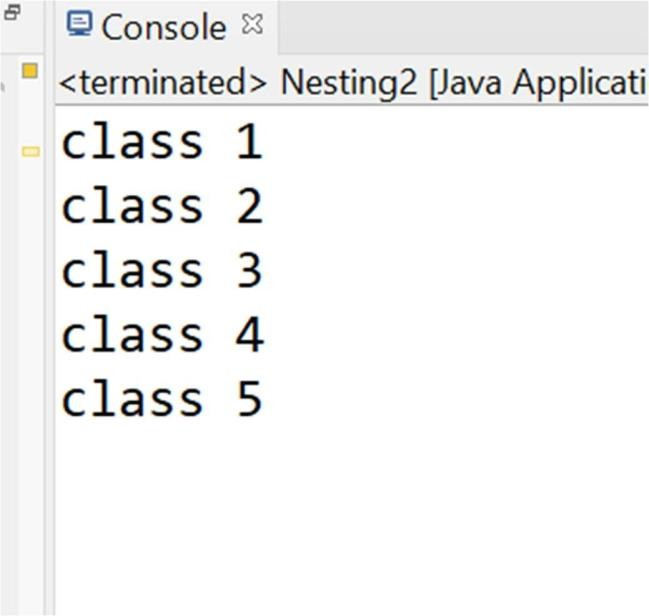 Console
<terminated> Nesting2 [Java Applicati
class 1
class 2
class 3
class 4
class 5